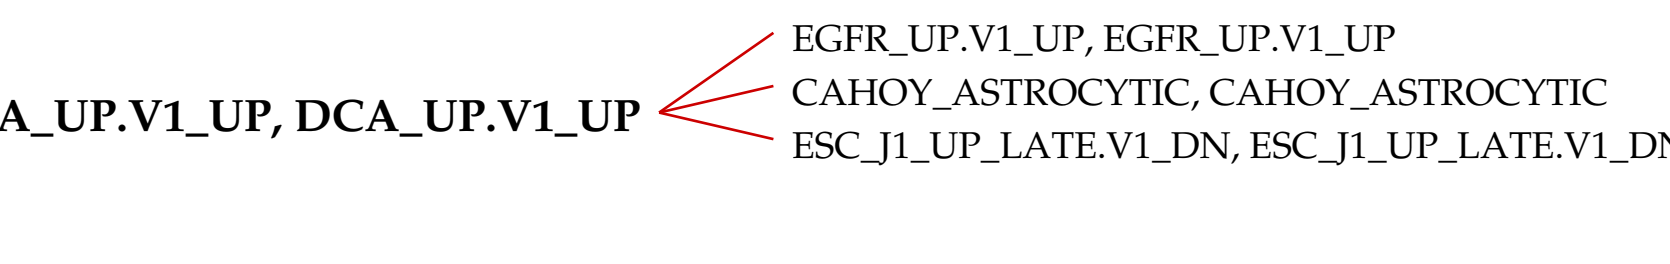 A_UP.V1_UP, DCA_UP.V1_UP
EGFR_UP.V1_UP, EGFR_UP.V1_UP
CAHOY_ASTROCYTIC, CAHOY_ASTROCYTIC
ESC_J1_UP_LATE.V1_DN, ESC_J1_UP_LATE.V1_DN